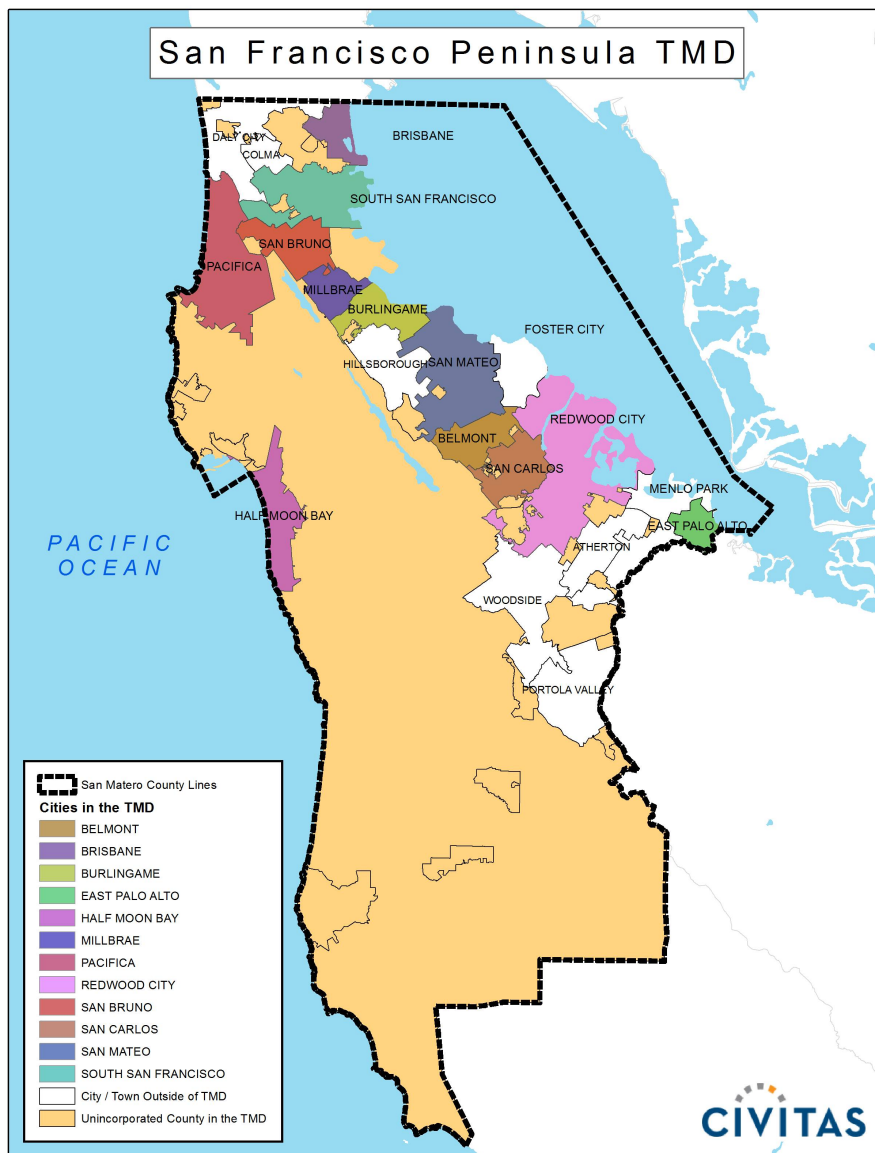 San Francisco Peninsula TMD
DALY CITY
COLMA
BRISBANE
SOUTH SAN FRANCISCO
SAN BRUNO
PACIFICA
MILLBRAE
BURLINGAME
FOSTER CITY
HILLSBOROUGH
SAN MATEO
REDWOOD CITY
BELMONT
SAN CARLOS
MENLO PARK
HALF MOON BAY
EAST PALO ALTO
PACIFIC
OCEAN
ATHERTON
WOODSIDE
PORTOLA VALLEY
San Matero County Lines
Cities in the TMD
BELMONT
BRISBANE
BURLINGAME
EAST PALO ALTO
HALF MOON BAY
MILLBRAE
PACIFICA
REDWOOD CITY
SAN BRUNO
SAN CARLOS
SAN MATEO
SOUTH SAN FRANCISCO
City / Town Outside of TMD
Unincorporated County in the TMD
CIVITAS